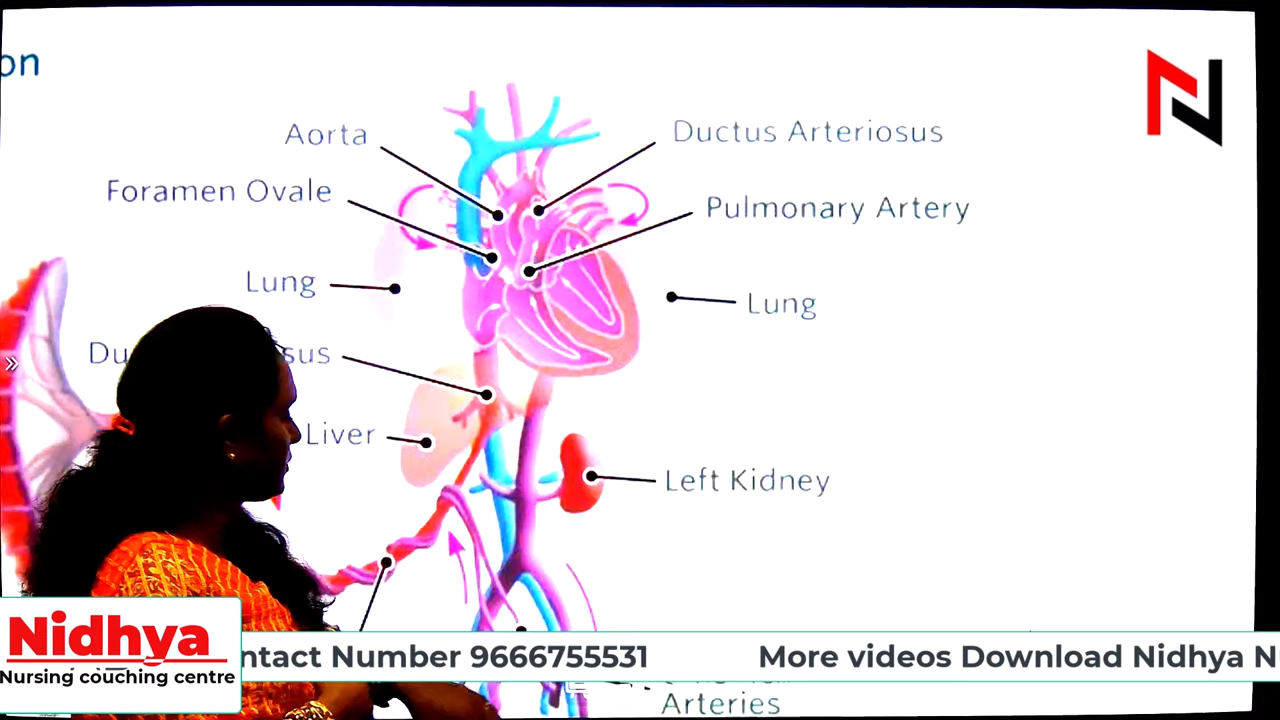 on
Aorta
Ductus Arteriosus
Foramen Ovale
Pulmonary Artery
Lung
Lung
Du sus
Liver
Left Kidney
»
Nidhya
Nursing couching centre
ntact Number 9666755531
More videos Download Nidhya N
Arteries